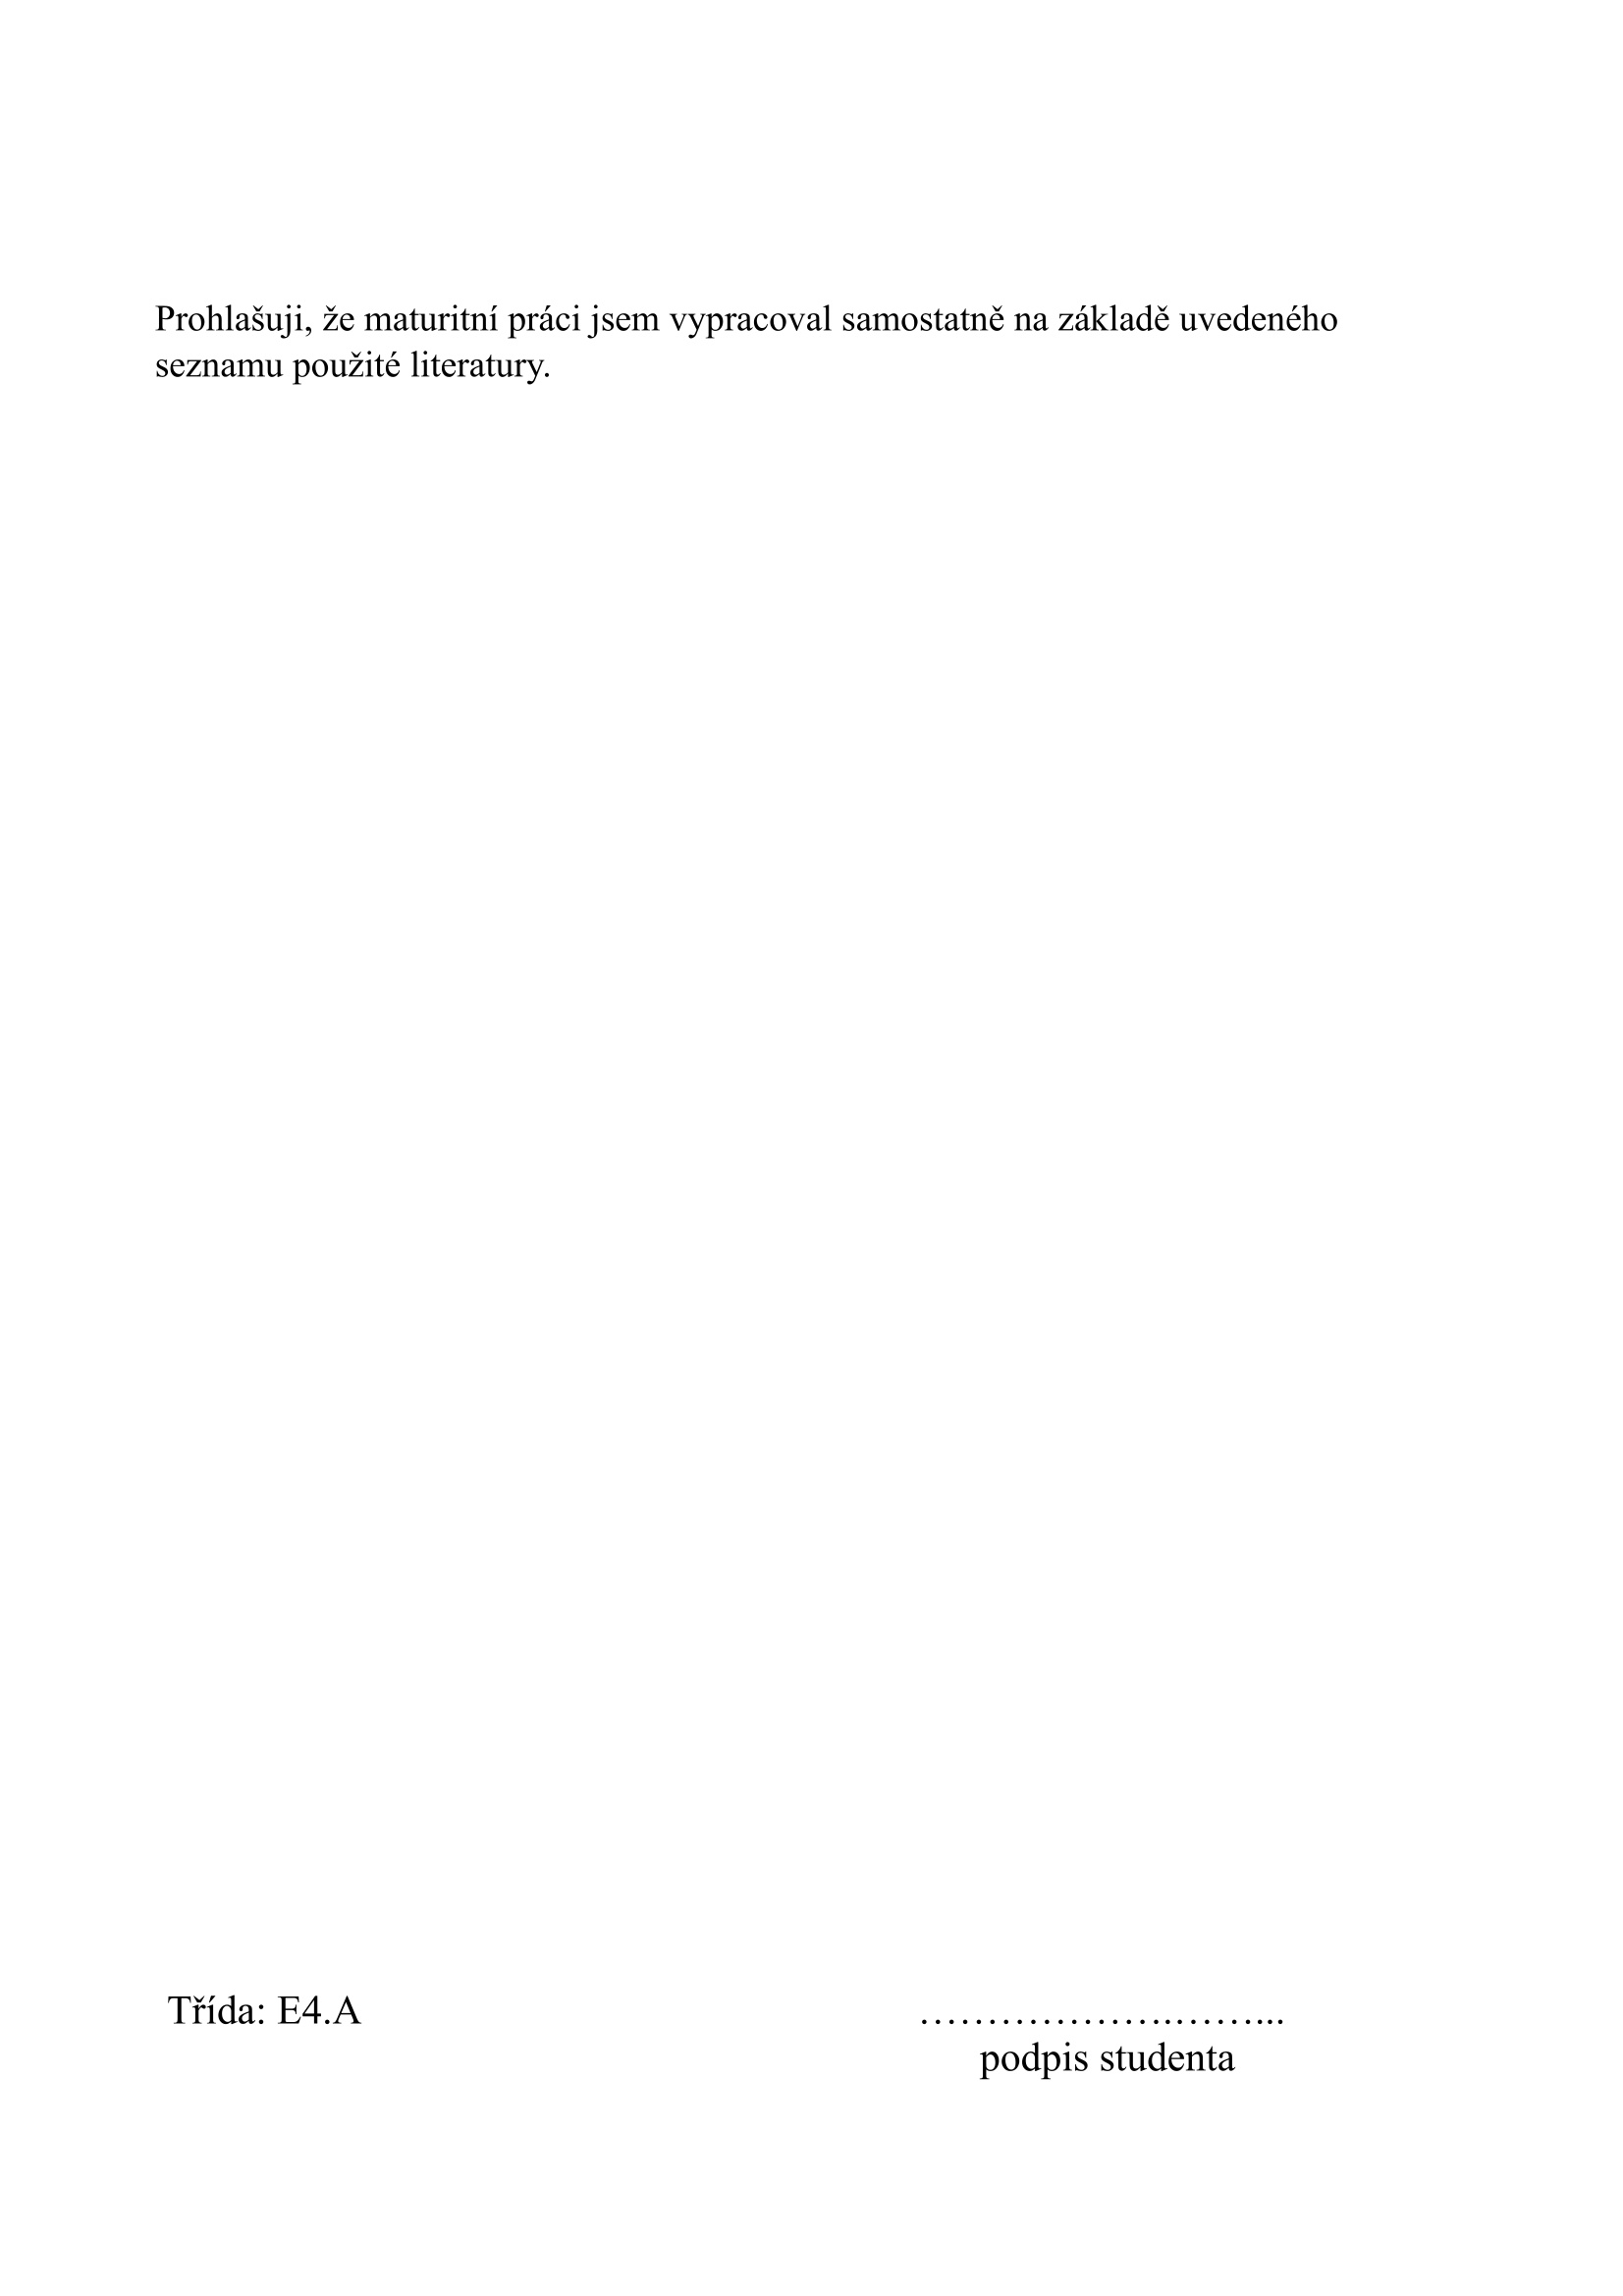 Prohlašuji, že maturitní práci jsem vypracoval samostatně na základě uvedeného
seznamu použité literatury.
Třída: E4.A ………………………..
podpis studenta